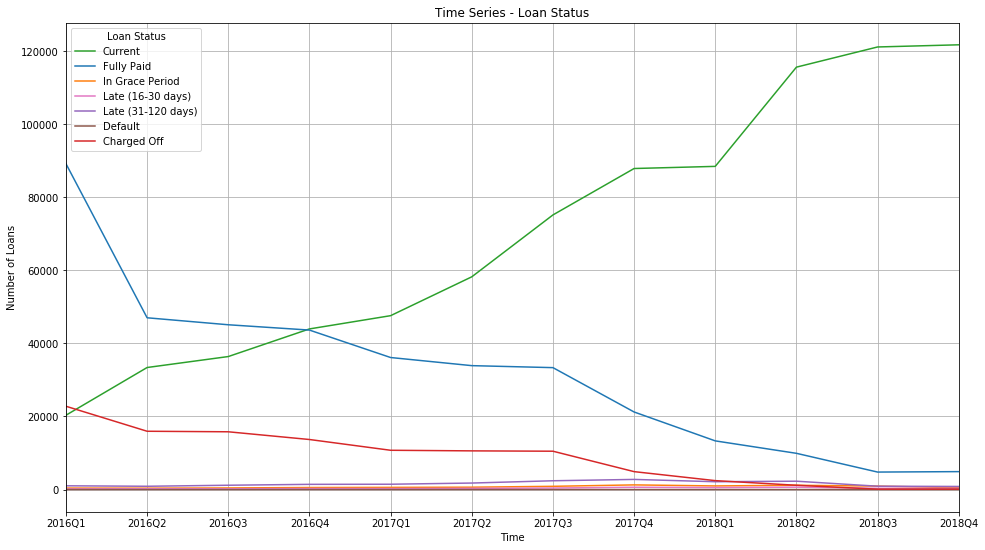 Time Series - Loan Status
Loan Status
Current
Fully Paid
In Grace Period
Late (16-30 days)
Late (31-120 days)
Default
Charged Off
120000
100000
80000
60000
40000
20000
0
Number of Loans
2016Q1 2016Q2 2016Q3 2016Q4 2017Q1 2017Q2 2017Q3 2017Q4 2018Q1 2018Q2 2018Q3 2018Q4
Time